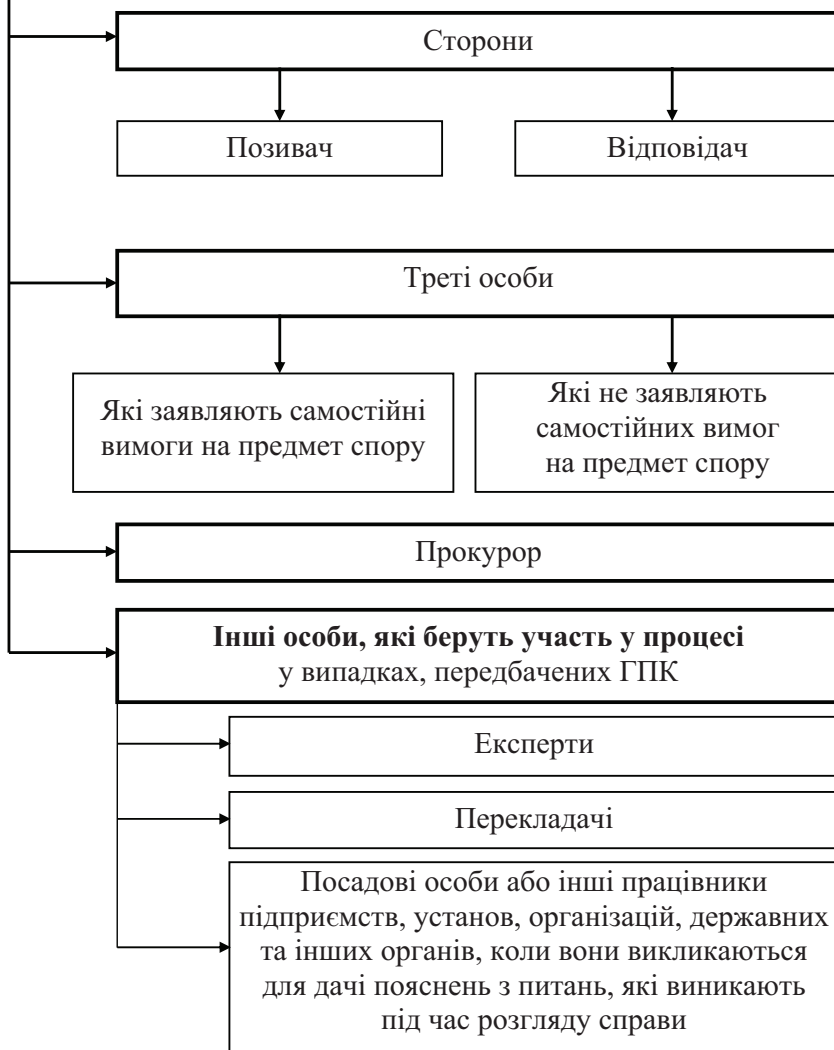 Сторони
Позивач
Відповідач
Треті особи
Які заявляють самостійні
вимоги на предмет спору
Які не заявляють
самостійних вимог
на предмет спору
Прокурор
Інші особи, які беруть участь у процесі
у випадках, передбачених ГПК
Експерти
Перекладачі
Посадові особи або інші працівники
підприємств, установ, організацій, державних
та інших органів, коли вони викликаються
для дачі пояснень з питань, які виникають
під час розгляду справи